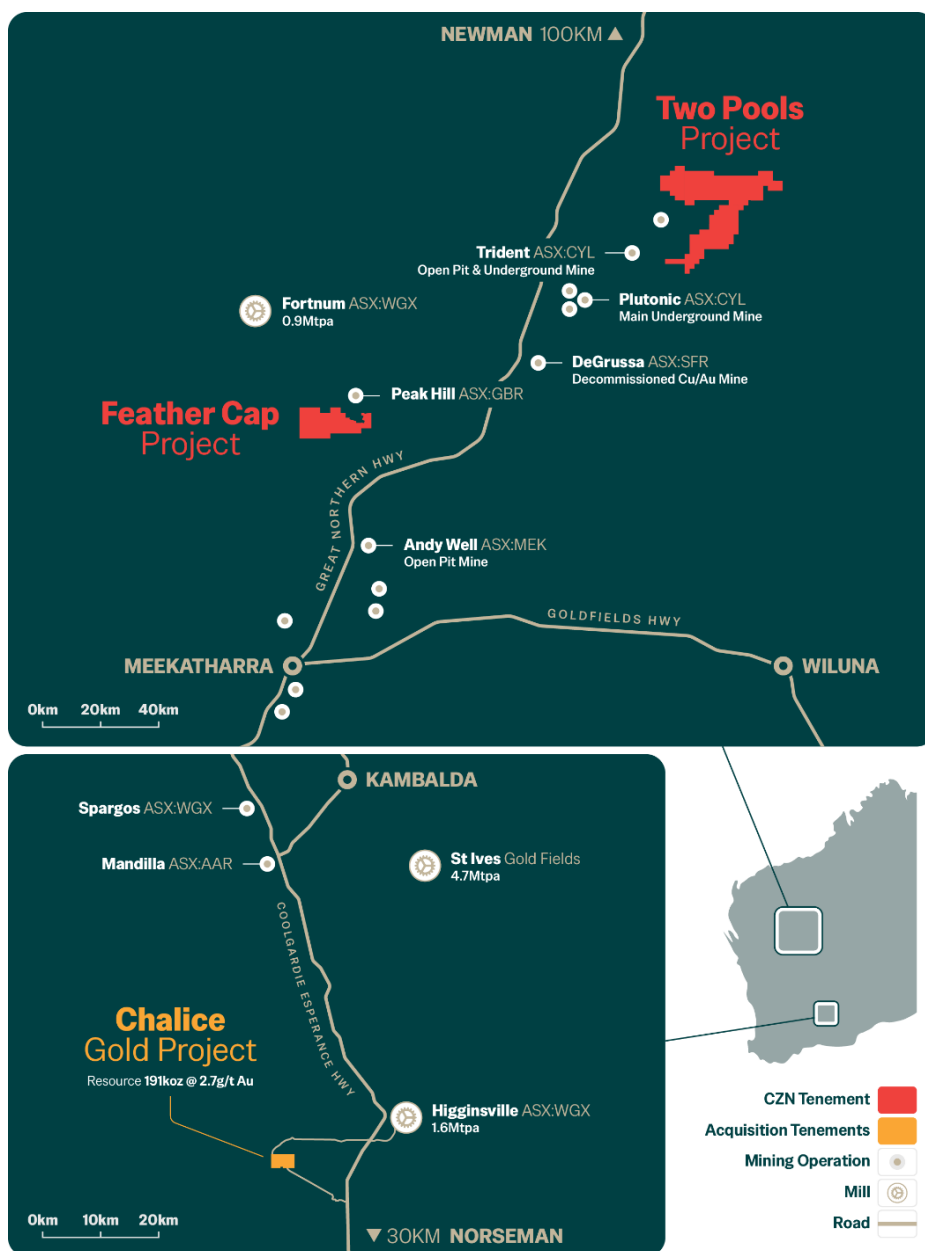 NEWMAN 100KM ▲
Two Pools
Project
Trident ASX:CYL
Open Pit & Underground Mine
Fortnum ASX:WGX
0.9Mtpa
Plutonic ASX:CYL
Main Underground Mine
DeGrussa ASX:SFR
Decommissioned Cu/Au Mine
Peak Hill ASX:GBR
Feather Cap
Project
GREAT NORTHERN HWY
Andy Well ASX:MEK
Open Pit Mine
GOLDFIELDS HWY
MEEKATHARRA
WILUNA
0km 20km 40km
KAMBALDA
Spargos ASX:WGX
Mandilla ASX:AAR
St Ives Gold Fields
4.7Mtpa
COOLGARDIE ESPERANCE HWY
Chalice
Gold Project
Resource 191koz @ 2.7g/t Au
Higginsville ASX:WGX
1.6Mtpa
0km 10km 20km
▼ 30KM NORSEMAN
CZN Tenement
Acquisition Tenements
Mining Operation
Mill
Road